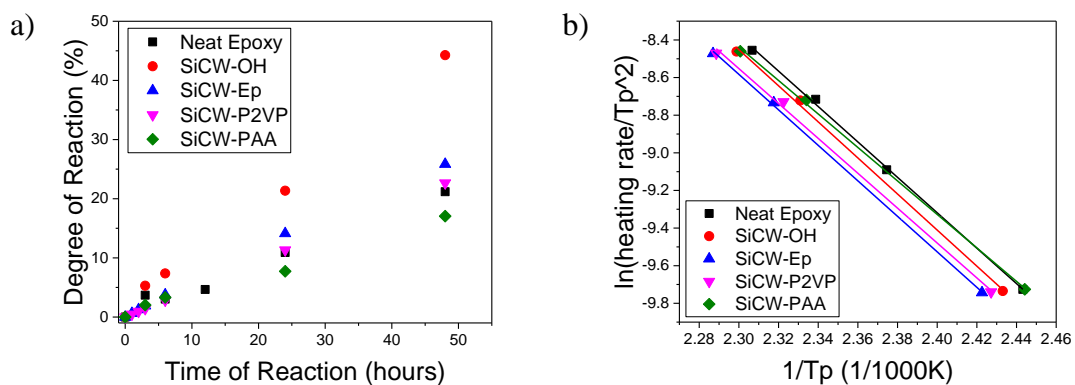 a)
50
40
30
20
10
0
Degree of Reaction (%)
Neat Epoxy
SiCW-OH
SiCW-Ep
SiCW-P2VP
SiCW-PAA
0 10 20 30 40 50
Time of Reaction (hours)
b)
-8.4
-8.6
-8.8
-9.0
-9.2
-9.4
-9.6
-9.8
ln(heating rate/Tp^2)
Neat Epoxy
SiCW-OH
SiCW-Ep
SiCW-P2VP
SiCW-PAA
2.28 2.30 2.32 2.34 2.36 2.38 2.40 2.42 2.44 2.46
1/Tp (1/1000K)